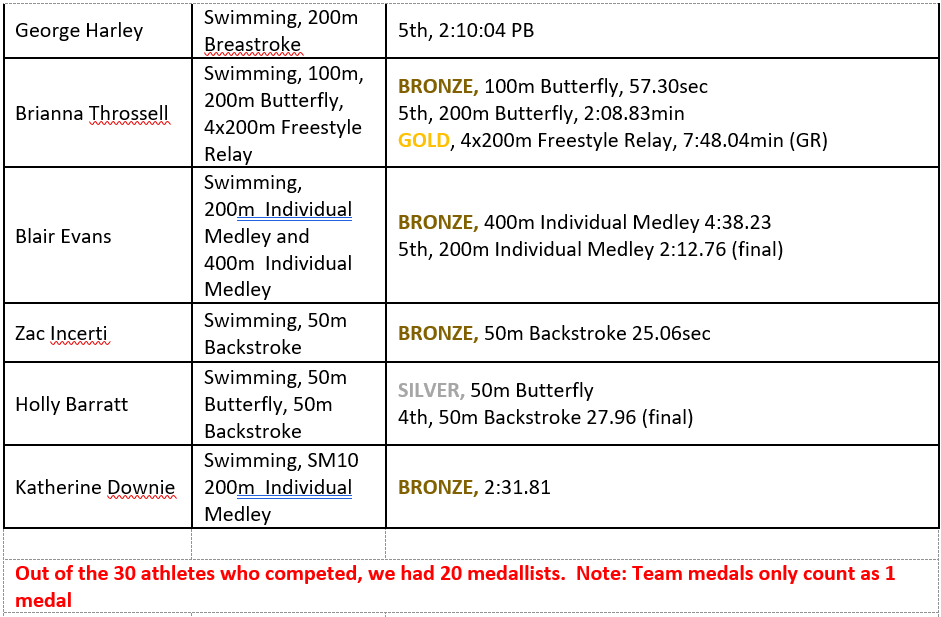 George Harley
Swimming, 200m
Breastroke
5th, 2:10:04 PB
Brianna Throssell
Swimming, 100m,
200m Butterfly,
4x200m Freestyle
Relay
BRONZE, 100m Butterfly, 57.30sec
5th, 200m Butterfly, 2:08.83min
GOLD, 4x200m Freestyle Relay, 7:48.04min (GR)
Blair Evans
Swimming,
200m  Individual
Medley and
400m  Individual
Medley
BRONZE, 400m Individual Medley 4:38.23
5th, 200m Individual Medley 2:12.76 (final)
Zac Incerti
Swimming, 50m
Backstroke
BRONZE, 50m Backstroke 25.06sec
Holly Barratt
Swimming, 50m
Butterfly, 50m
Backstroke
SILVER, 50m Butterfly
4th, 50m Backstroke 27.96 (final)
Katherine Downie
Swimming, SM10
200m  Individual
Medley
BRONZE, 2:31.81
Out of the 30 athletes who competed, we had 20 medallists.  Note: Team medals only count as 1
medal